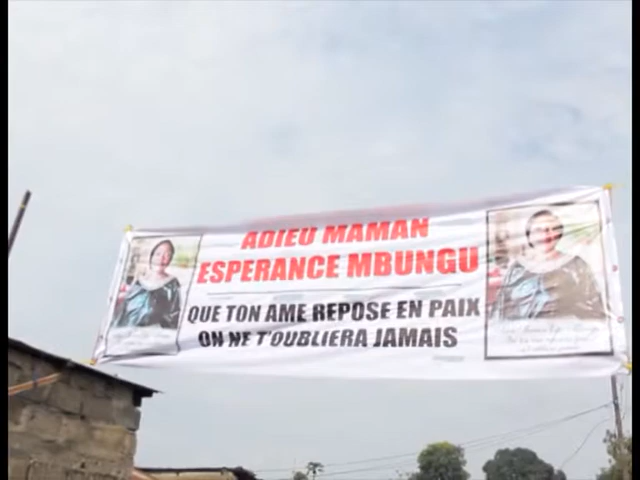 ADIEU MAMAN
ESPERANCE MBUNGU
QUE TON AME REPOSE EN PAIX
ON NE T'OUBLIERA JAMAIS